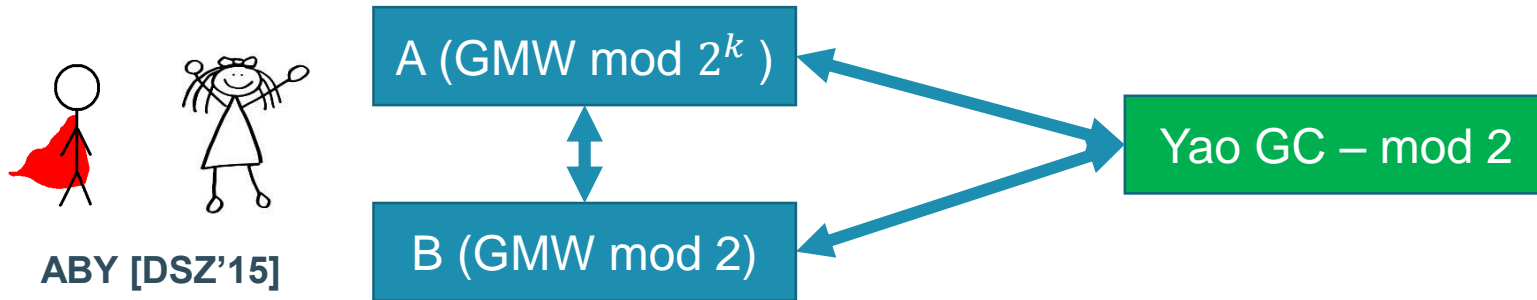 A (GMW mod 2^k )
Yao GC – mod 2
B (GMW mod 2)
ABY [DSZ'15]